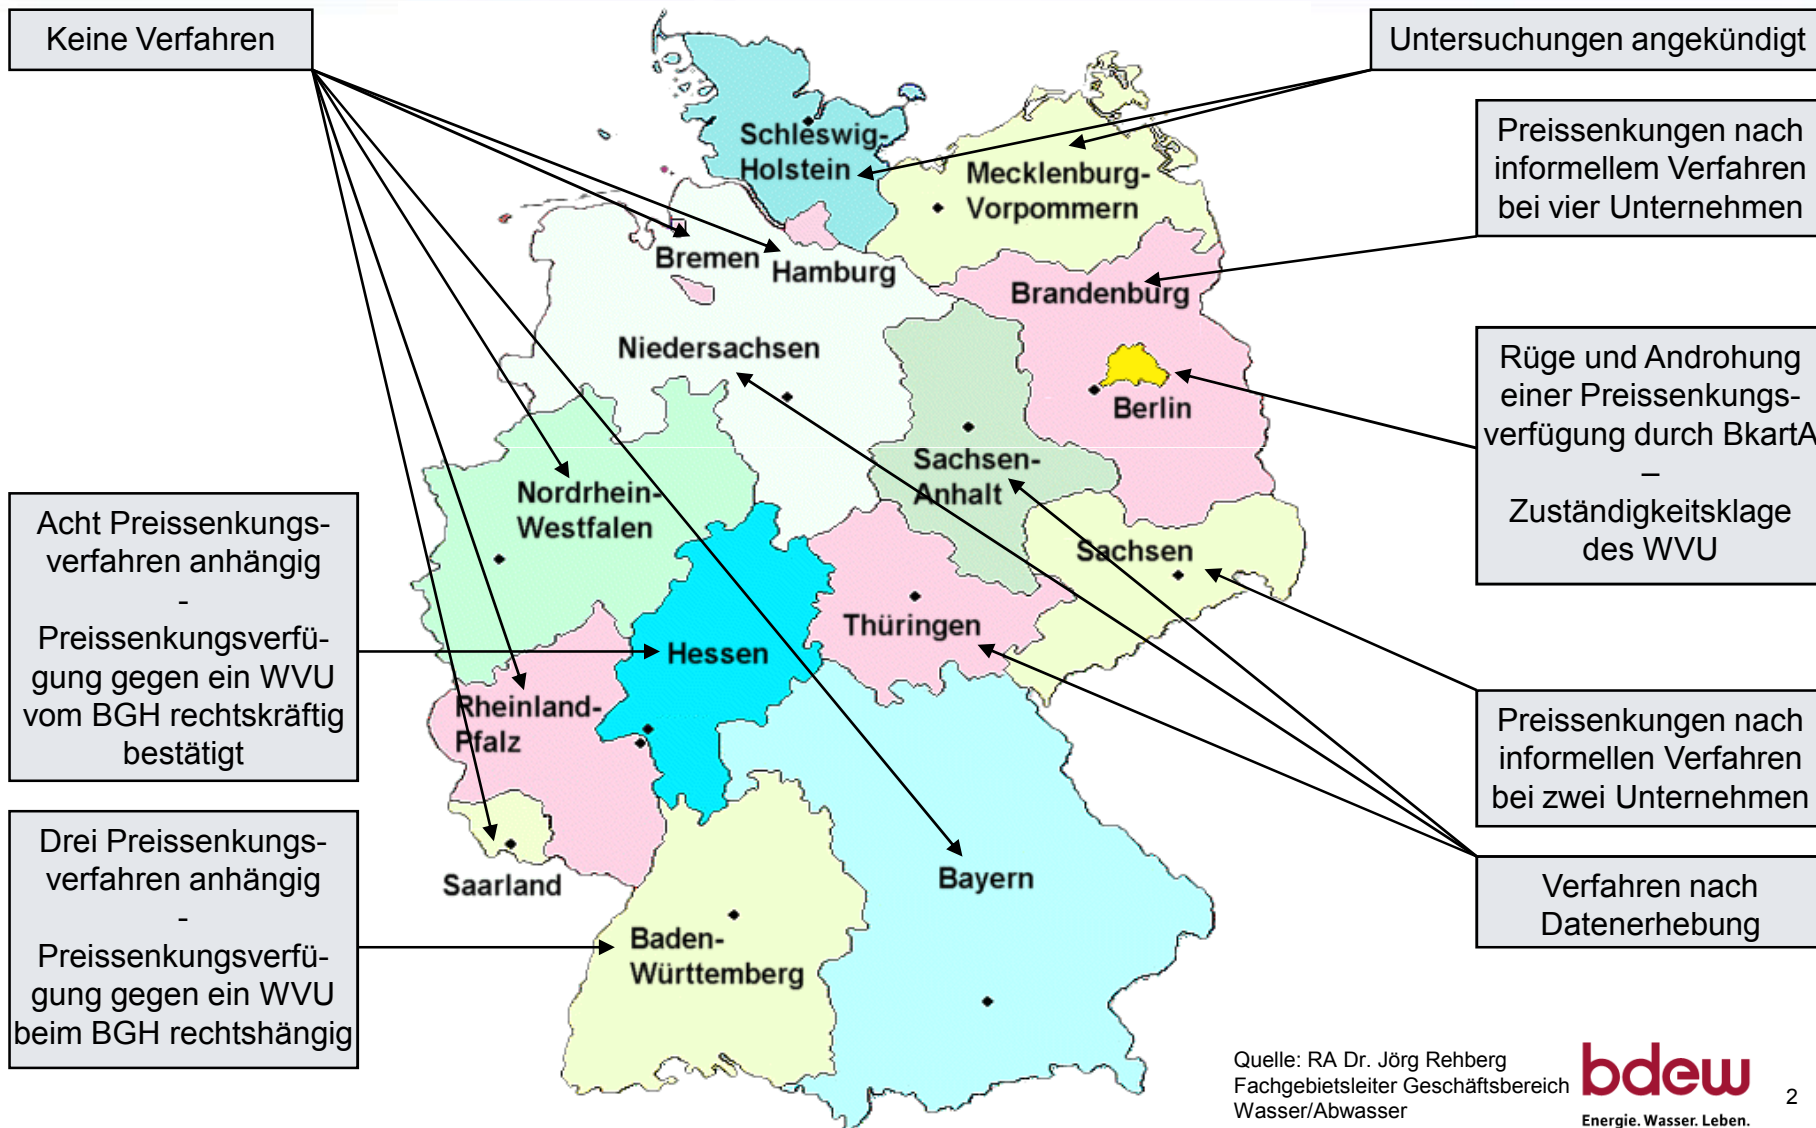 Keine Verfahren
Untersuchungen angekündigt
Preissenkungen nach
informellem Verfahren
bei vier Unternehmen
Rüge und Androhung
einer Preissenkungs-
verfügung durch BkartA
–
Zuständigkeitsklage
des WVU
Preissenkungen nach
informellen Verfahren
bei zwei Unternehmen
Verfahren nach
Datenerhebung
Acht Preissenkungs-
verfahren anhängig
-
Preissenkungsverfü-
gung gegen ein WVU
vom BGH rechtskräftig
bestätigt
Drei Preissenkungs-
verfahren anhängig
-
Preissenkungsverfü-
gung gegen ein WVU
beim BGH rechtshängig
Schleswig-
Holstein
Mecklenburg-
Vorpommern
Bremen
Hamburg
Brandenburg
Niedersachsen
Berlin
Sachsen-
Anhalt
Nordrhein-
Westfalen
Sachsen
Thüringen
Hessen
Rheinland-
Pfalz
Saarland
Bayern
Baden-
Württemberg
Quelle: RA Dr. Jörg Rehberg
Fachgebietsleiter Geschäftsbereich
Wasser/Abwasser
bdew
Energie. Wasser. Leben.
2